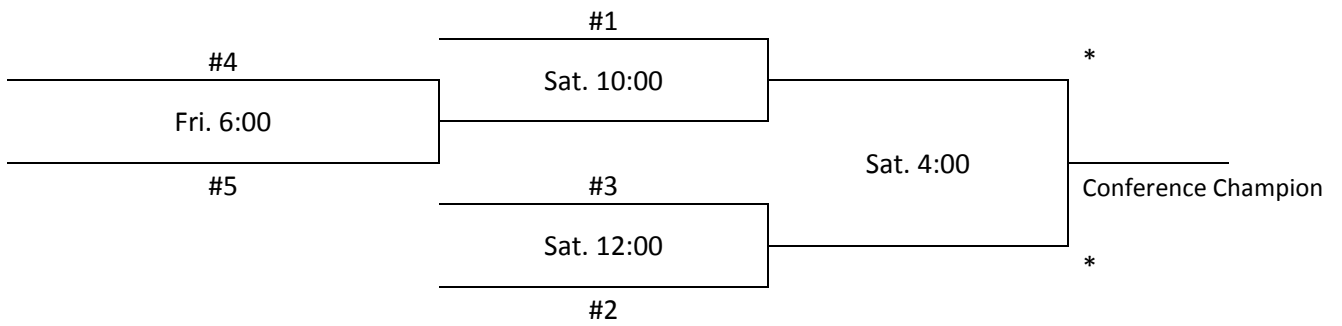 #1
*
#4
Sat. 10:00
Fri. 6:00
Sat. 4:00
#5
#3
Conference Champion
Sat. 12:00
*
#2